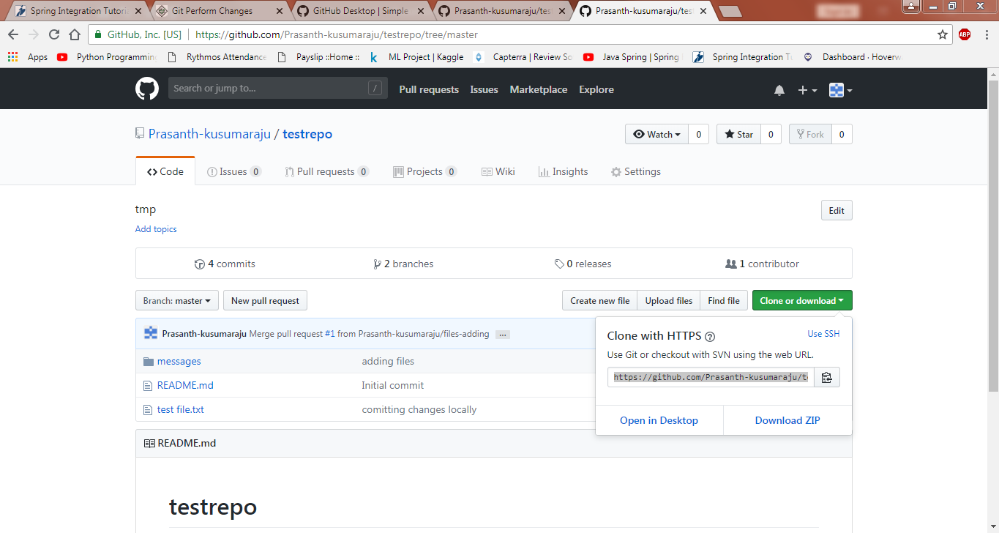 Spring Integration Tutori Git Perform Changes GitHub Desktop | Simple Prasanth-kusumaraju/tes Prasanth-kusumaraju/tes
GitHub, Inc. [US] https://github.com/Prasanth-kusumaraju/testrepo/tree/master ABP
Apps Python Programming Rythmos Attendance Payslip ::Home :: k ML Project | Kaggle Capterra | Review So Java Spring | Spring Spring Integration Tu Dashboard · Hoverwa
Search or jump to... / Pull requests Issues Marketplace Explore
Prasanth-kusumaraju / testrepo Watch 0 Star 0 Fork 0
Code Issues 0 Pull requests 0 Projects 0 Wiki Insights Settings
tmp Edit
Add topics
4 commits 2 branches 0 releases 1 contributor
Branch: master New pull request Create new file Upload files Find file Clone or download
Prasanth-kusumaraju Merge pull request #1 from Prasanth-kusumaraju/files-adding ...
messages adding files
README.md Initial commit
test file.txt comitting changes locally
Clone with HTTPS ? Use SSH
Use Git or checkout with SVN using the web URL.
https://github.com/Prasanth-kusumaraju/te
Open in Desktop Download ZIP
README.md
testrepo